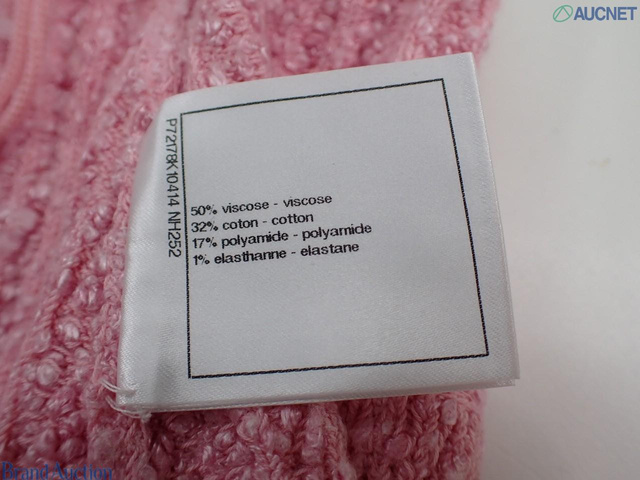 AUCNET
P72178K10414 NH252
50% viscose - viscose
32% coton - cotton
17% polyamide - polyamide
1% elasthanne - elastane
Brand Auction